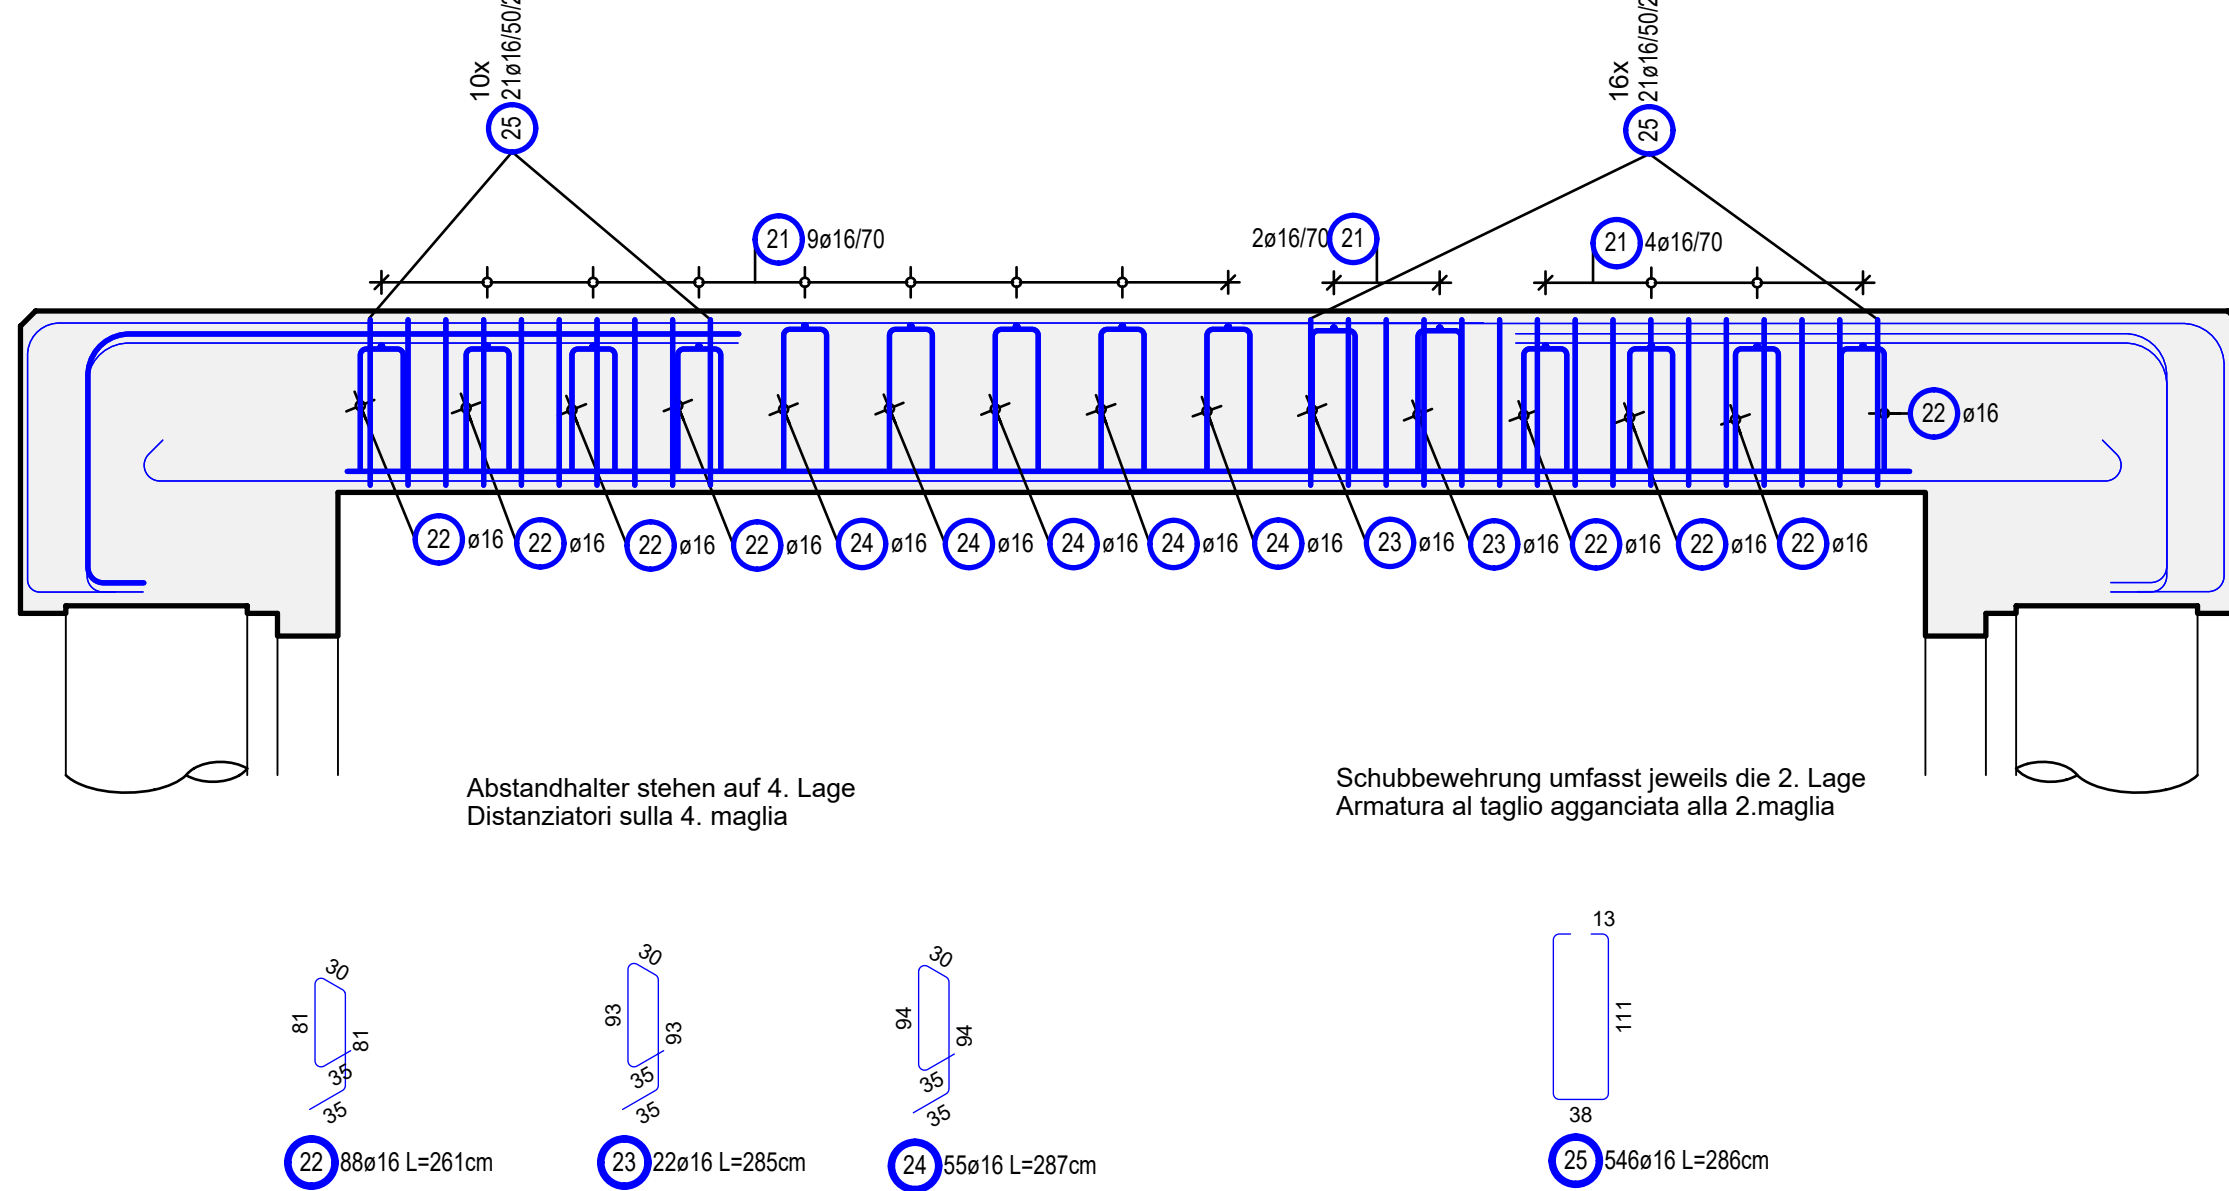 10x
21ø16/50/2
25
16x
21ø16/50/2
25
21 9ø16/70
2ø16/70 21
21 4ø16/70
22 ø16
22 ø16
22 ø16
22 ø16
22 ø16
24 ø16
24 ø16
24 ø16
24 ø16
24 ø16
23 ø16
23 ø16
22 ø16
22 ø16
22 ø16
Abstandhalter stehen auf 4. Lage
Distanziatori sulla 4. maglia
Schubbewehrung umfasst jeweils die 2. Lage
Armatura al taglio agganciata alla 2.maglia
30
81
81
35
35
22 88ø16 L=261cm
30
93
93
35
35
23 22ø16 L=285cm
30
94
94
35
35
24 55ø16 L=287cm
13
111
38
25 546ø16 L=286cm